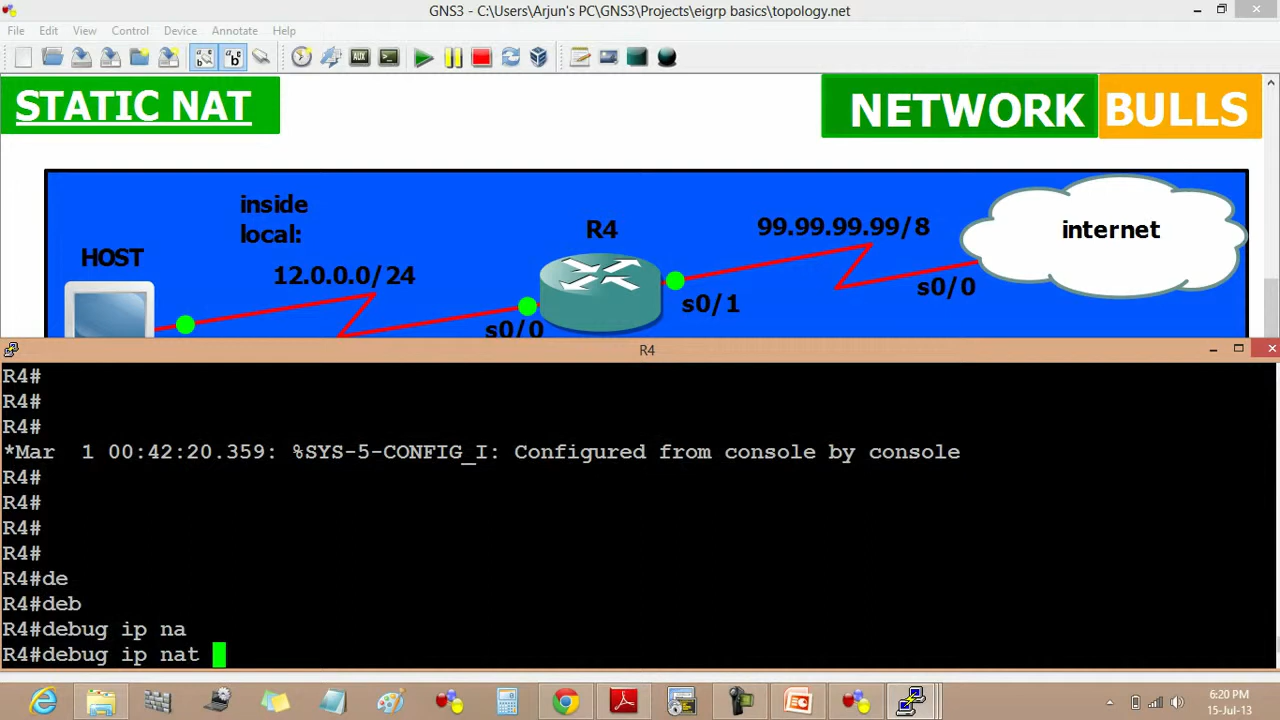 GNS3 - C:\Users\Arjun's PC\GNS3\Projects\eigrp basics\topology.net
File Edit View Control Device Annotate Help
AUX
STATIC NAT
NETWORK BULLS
inside
local:
HOST
12.0.0.0/24
R4
99.99.99.99/8
internet
s0/0
s0/1
s0/0
R4
R4#
R4#
R4#
*Mar  1 00:42:20.359: %SYS-5-CONFIG_I: Configured from console by console
R4#
R4#
R4#
R4#
R4#de
R4#deb
R4#debug ip na
R4#debug ip nat
6:20 PM
15-Jul-13